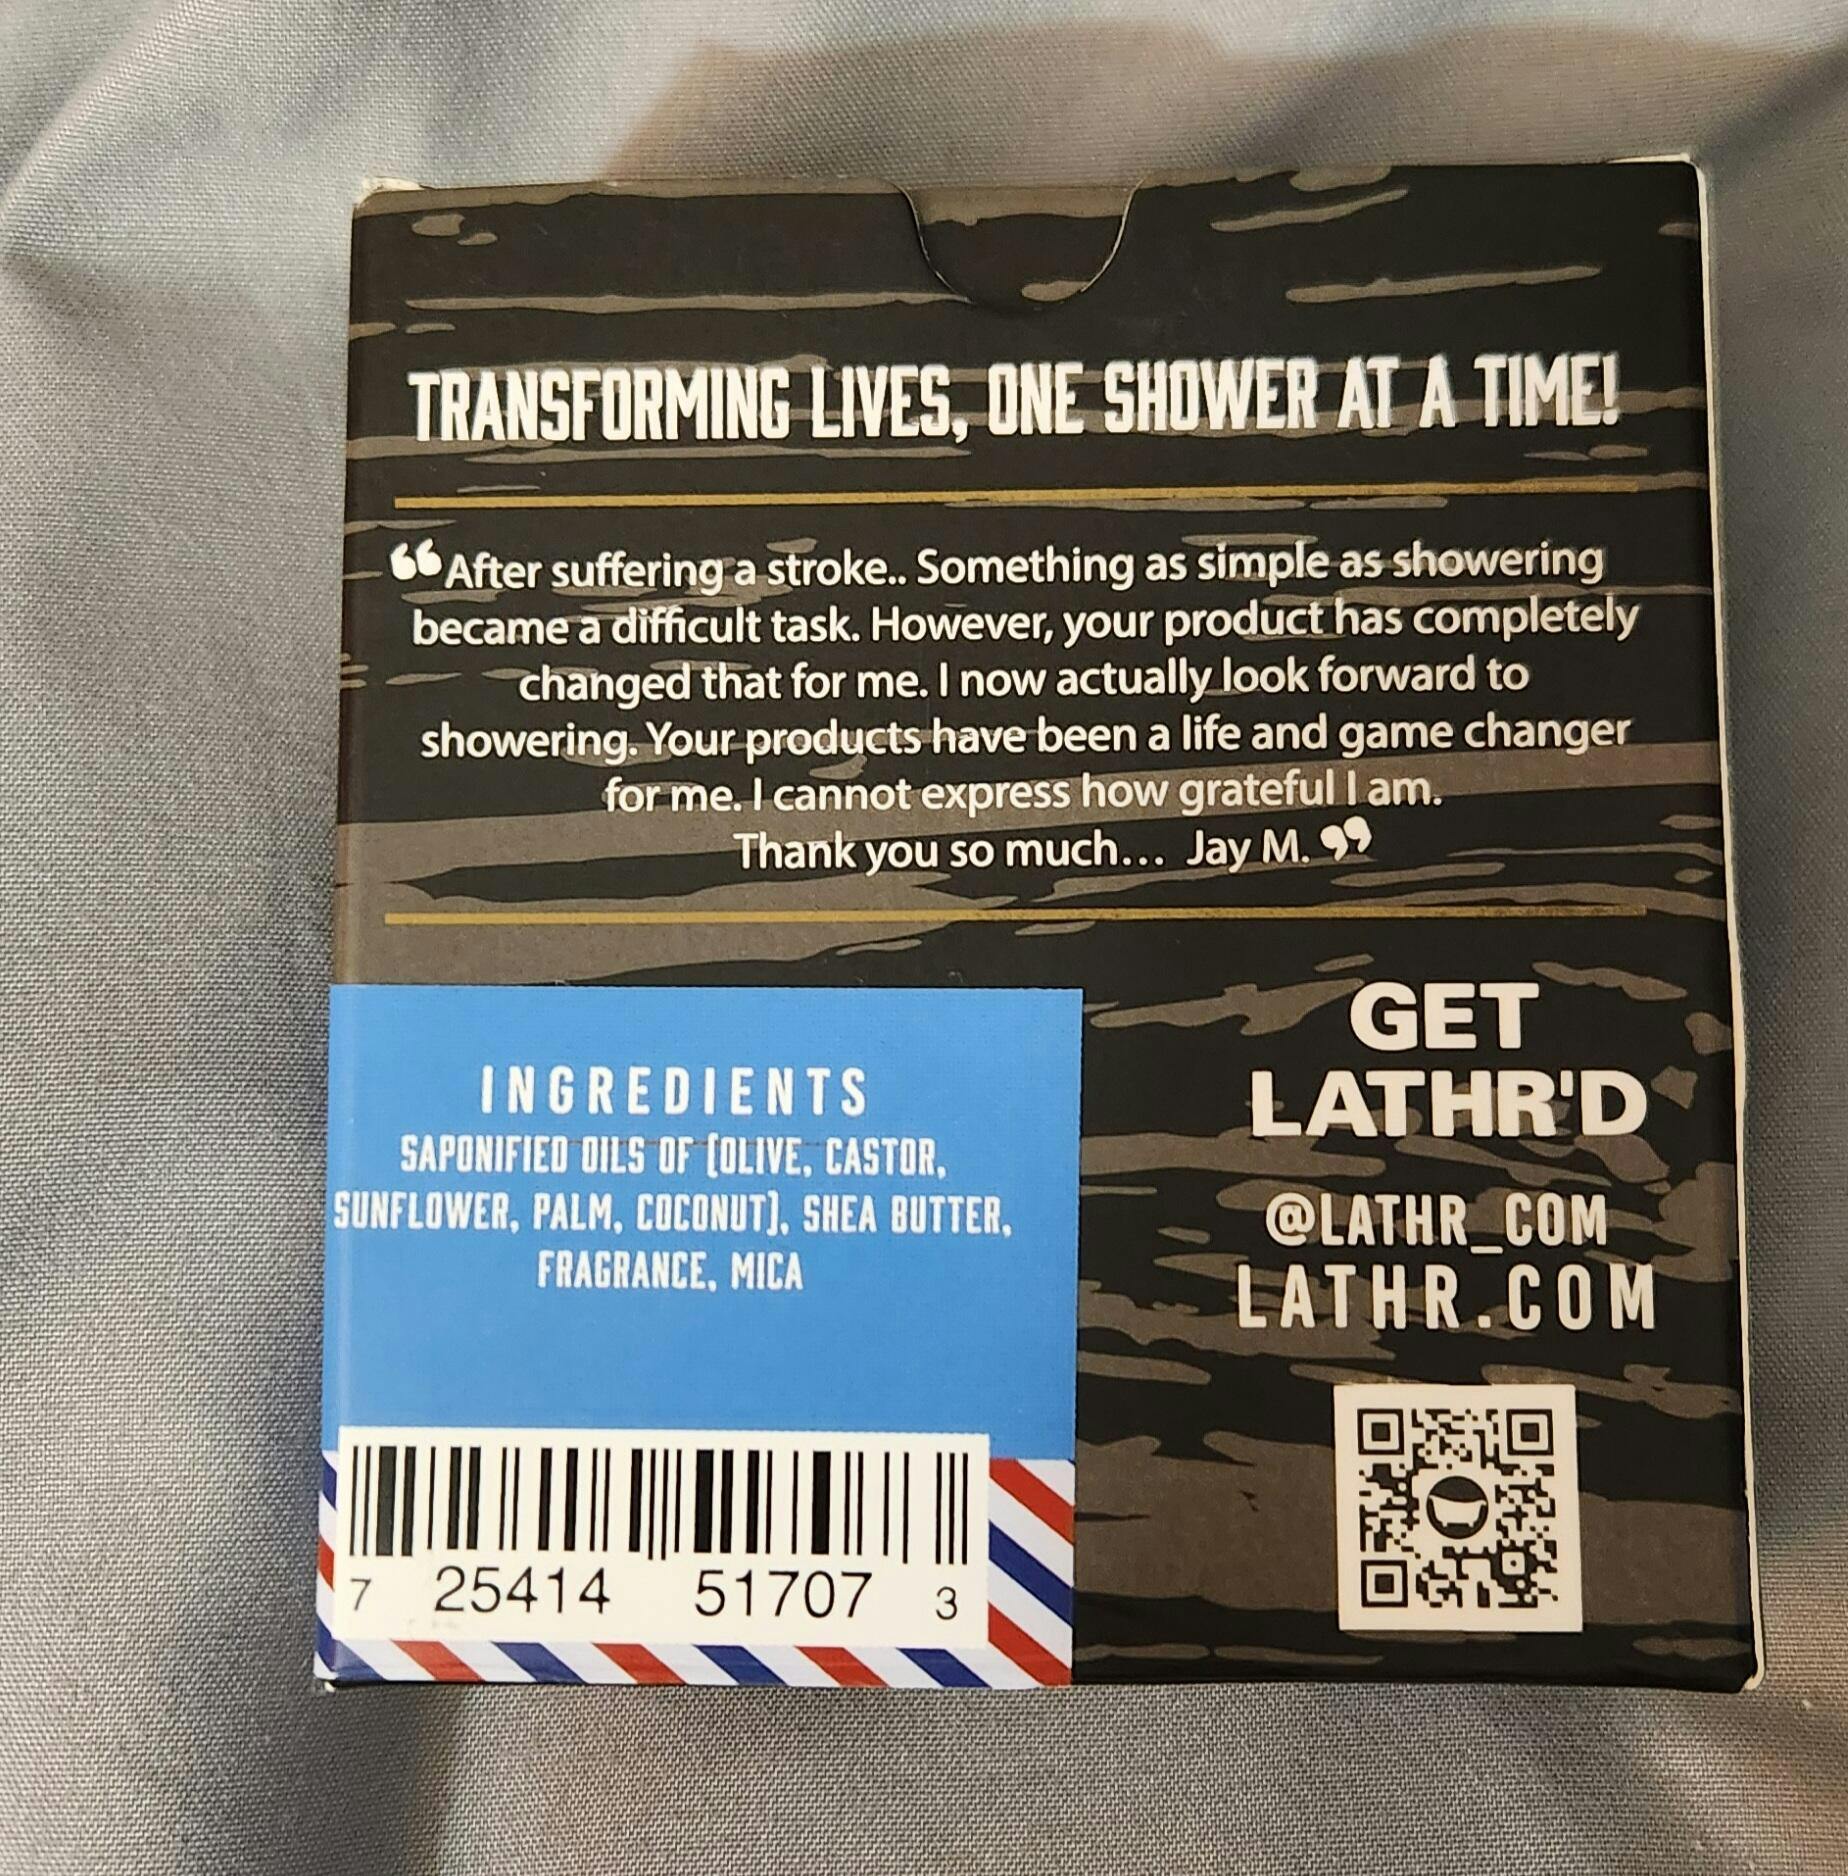 TRANSFORMING LIVES, ONE SHOWER AT A TIME!
“After suffering a stroke.. Something as simple as showering
became a difficult task. However, your product has completely
changed that for me. I now actually look forward to
showering. Your products have been a life and game changer
for me. I cannot express how grateful I am.
Thank you so much... Jay M.”
INGREDIENTS
SAPONIFIED OILS OF (OLIVE, CASTOR,
SUNFLOWER, PALM, COCONUT), SHEA BUTTER,
FRAGRANCE, MICA
7 25414 51707 3
GET
LATHR'D
@LATHR_COM
LATHR.COM